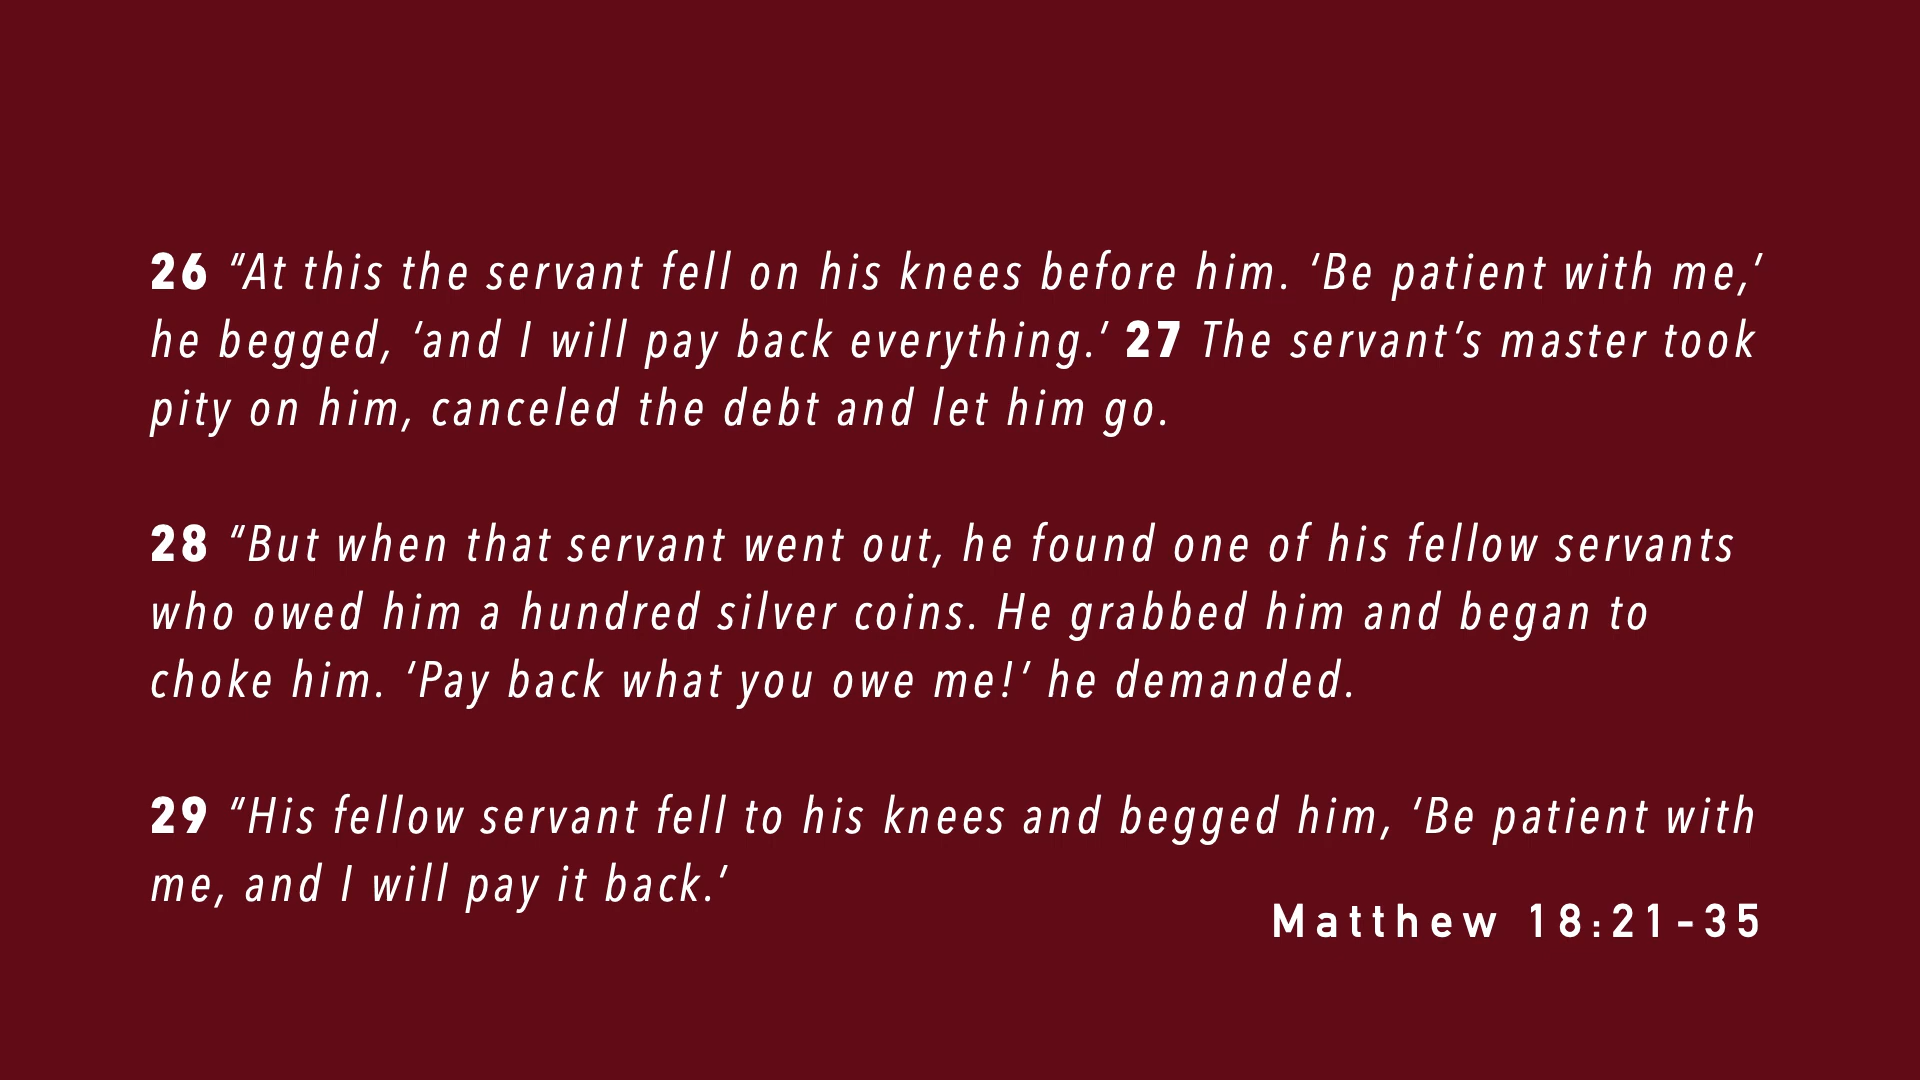 26 “At this the servant fell on his knees before him. ‘Be patient with me,’
he begged, ‘and I will pay back everything.’ 27 The servant’s master took
pity on him, canceled the debt and let him go.
28 “But when that servant went out, he found one of his fellow servants
who owed him a hundred silver coins. He grabbed him and began to
choke him. ‘Pay back what you owe me!’ he demanded.
29 “His fellow servant fell to his knees and begged him, ‘Be patient with
me, and I will pay it back.’
Matthew 18:21-35